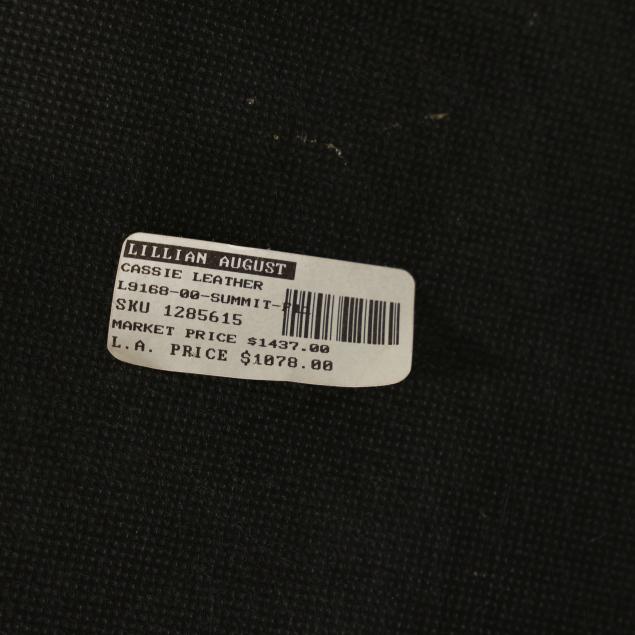 LILLIAN AUGUST
CASSIE LEATHER
L9168-00-SUMMIT-
SKU 1285615
MARKET PRICE $1437.00
L.A. PRICE $1078.00